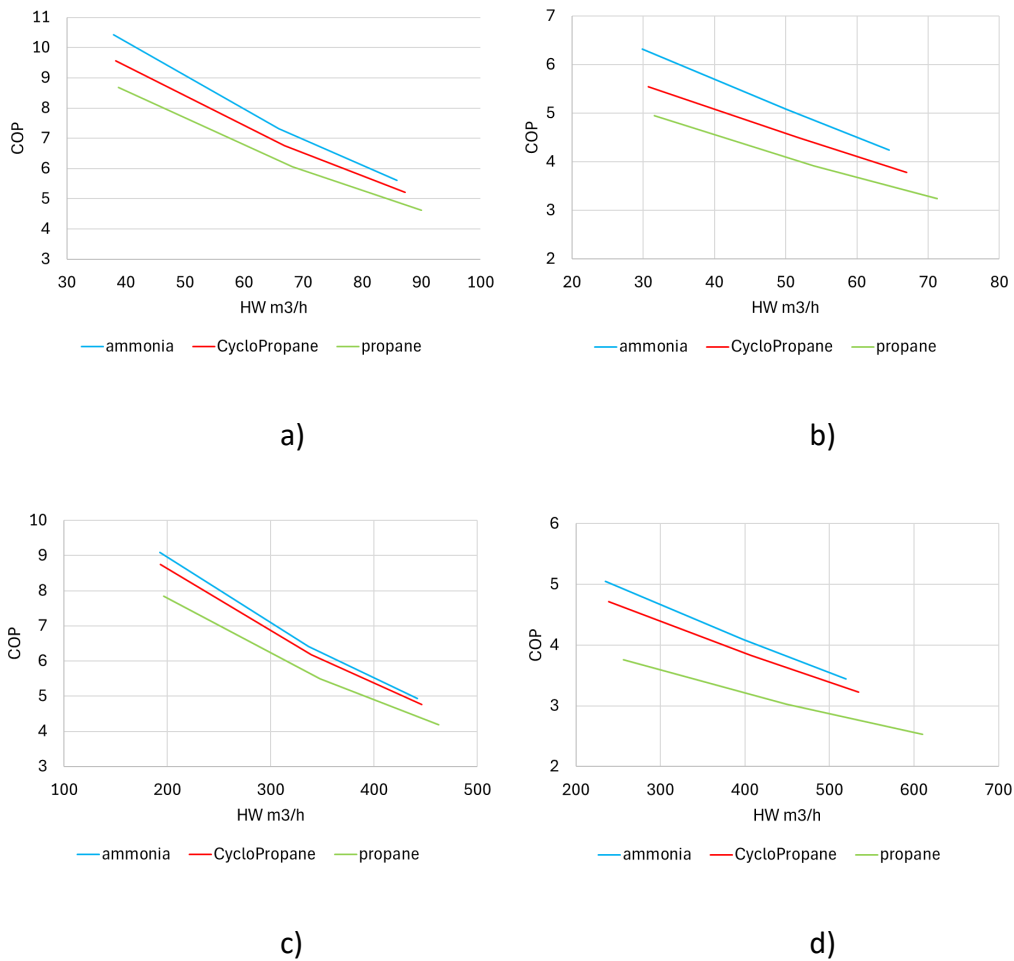 11
10
9
8
7
6
5
4
3
COP
30 40 50 60 70 80 90 100
HW m3/h
ammonia CycloPropane propane
a)
7
6
5
4
3
2
COP
20 30 40 50 60 70 80
HW m3/h
ammonia CycloPropane propane
b)
10
9
8
7
6
5
4
3
COP
100 200 300 400 500
HW m3/h
ammonia CycloPropane propane
c)
6
5
4
3
2
COP
200 300 400 500 600 700
HW m3/h
ammonia CycloPropane propane
d)